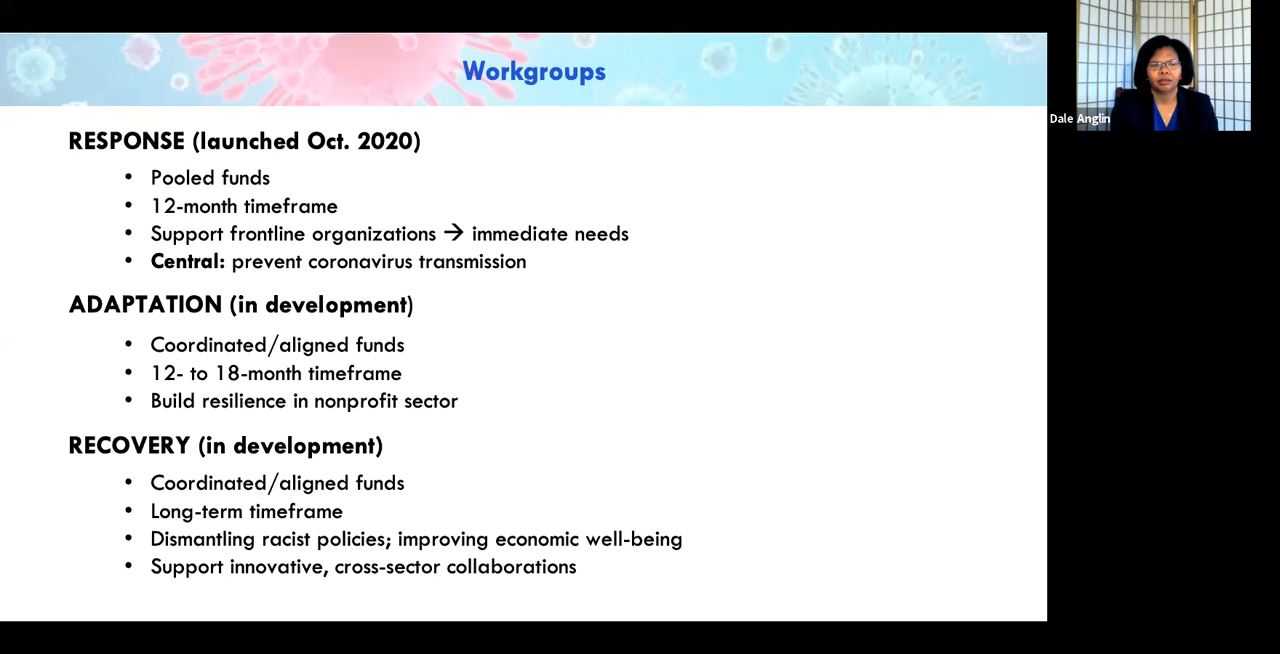 Workgroups
Dale Anglin
RESPONSE (launched Oct. 2020)
• Pooled funds
• 12-month timeframe
• Support frontline organizations → immediate needs
• Central: prevent coronavirus transmission
ADAPTATION (in development)
• Coordinated/aligned funds
• 12- to 18-month timeframe
• Build resilience in nonprofit sector
RECOVERY (in development)
• Coordinated/aligned funds
• Long-term timeframe
• Dismantling racist policies; improving economic well-being
• Support innovative, cross-sector collaborations